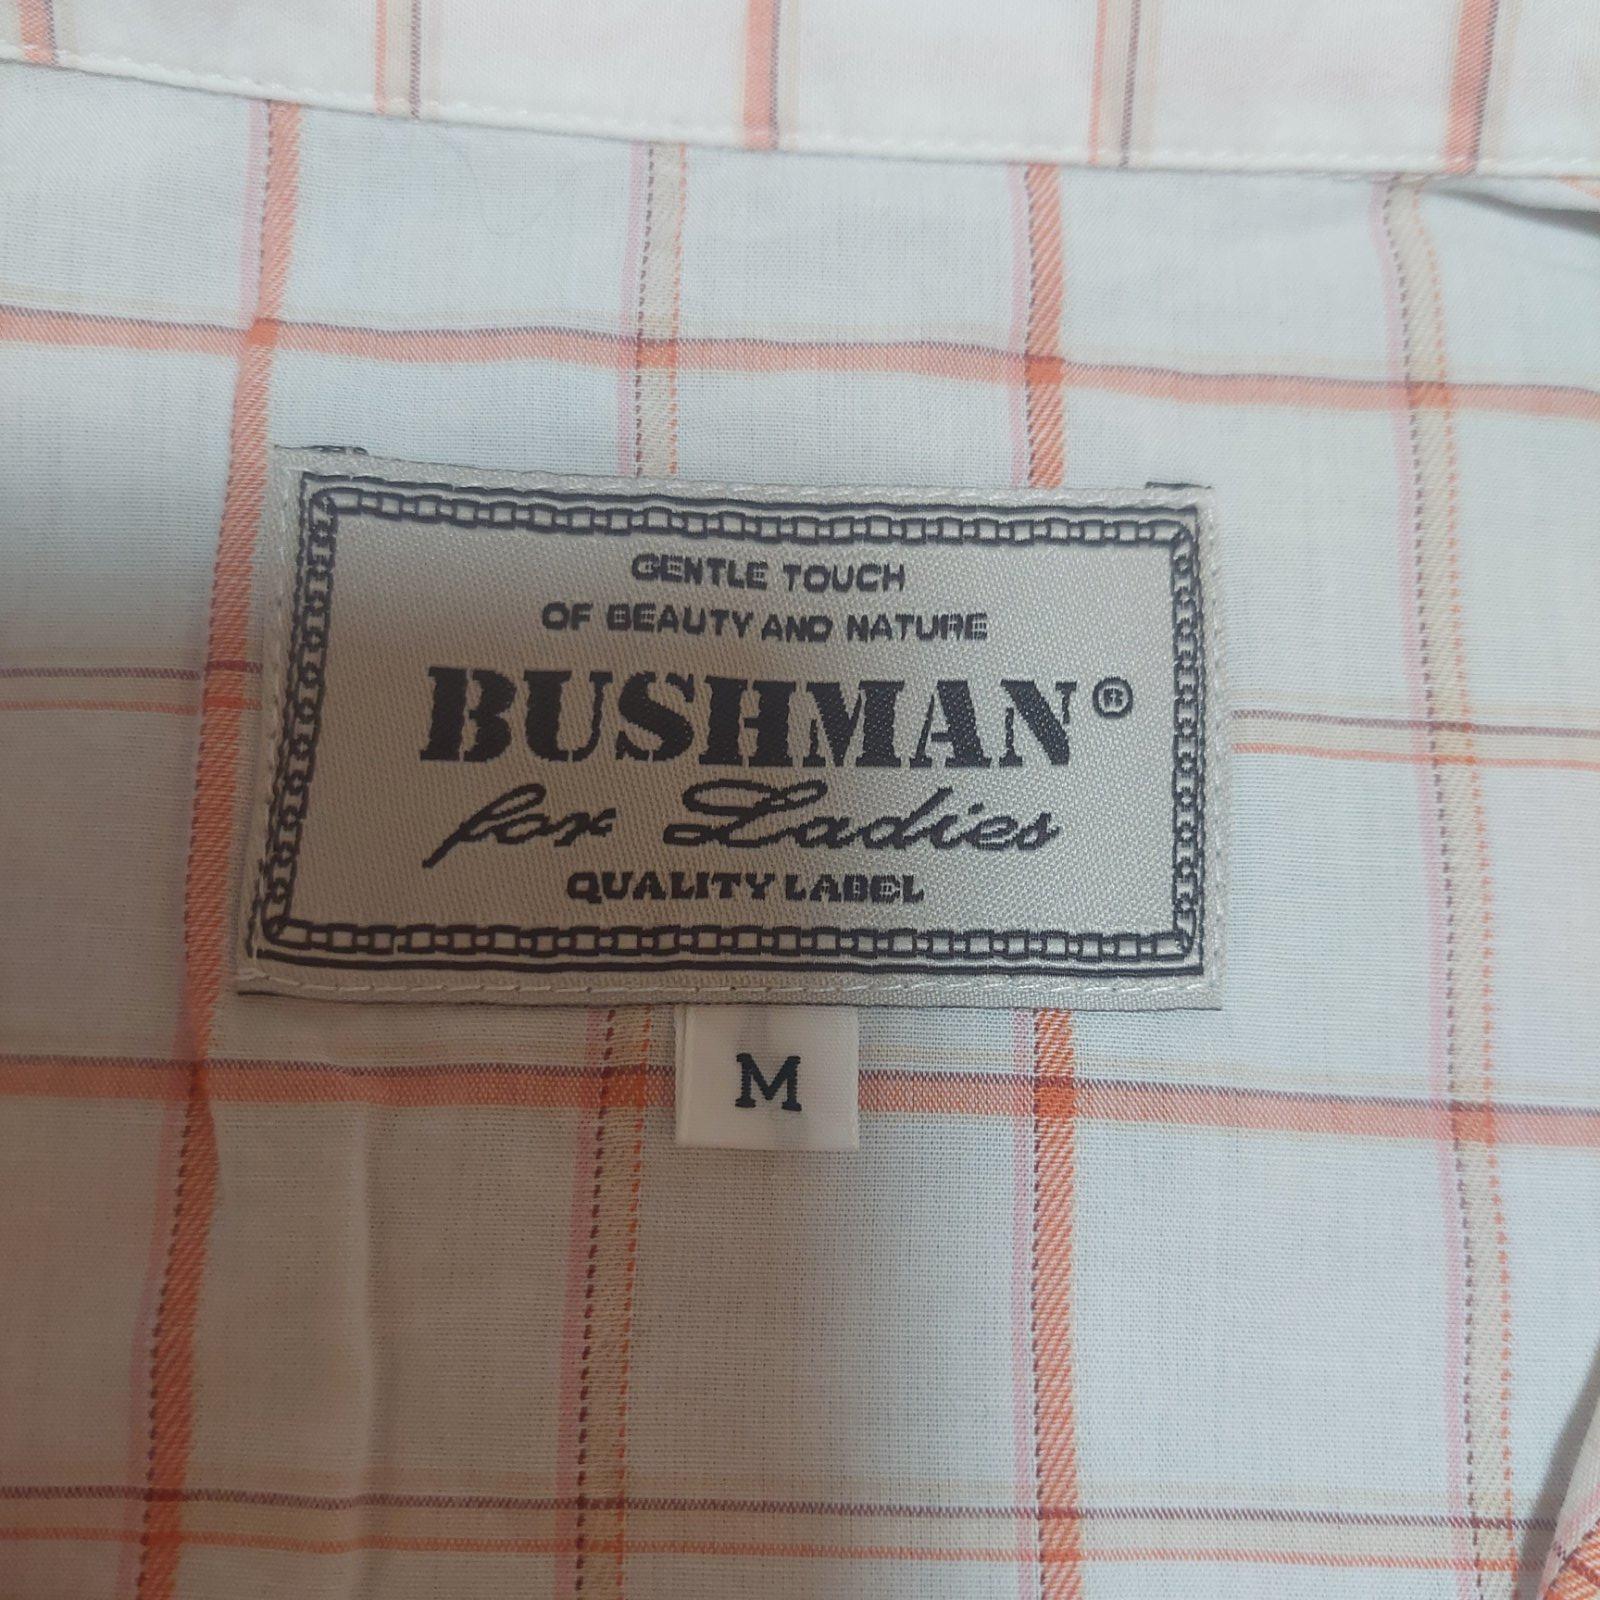 GENTLE TOUCH
OF BEAUTY AND NATURE
BUSHMAN®
for Ladies
QUALITY LABEL
M